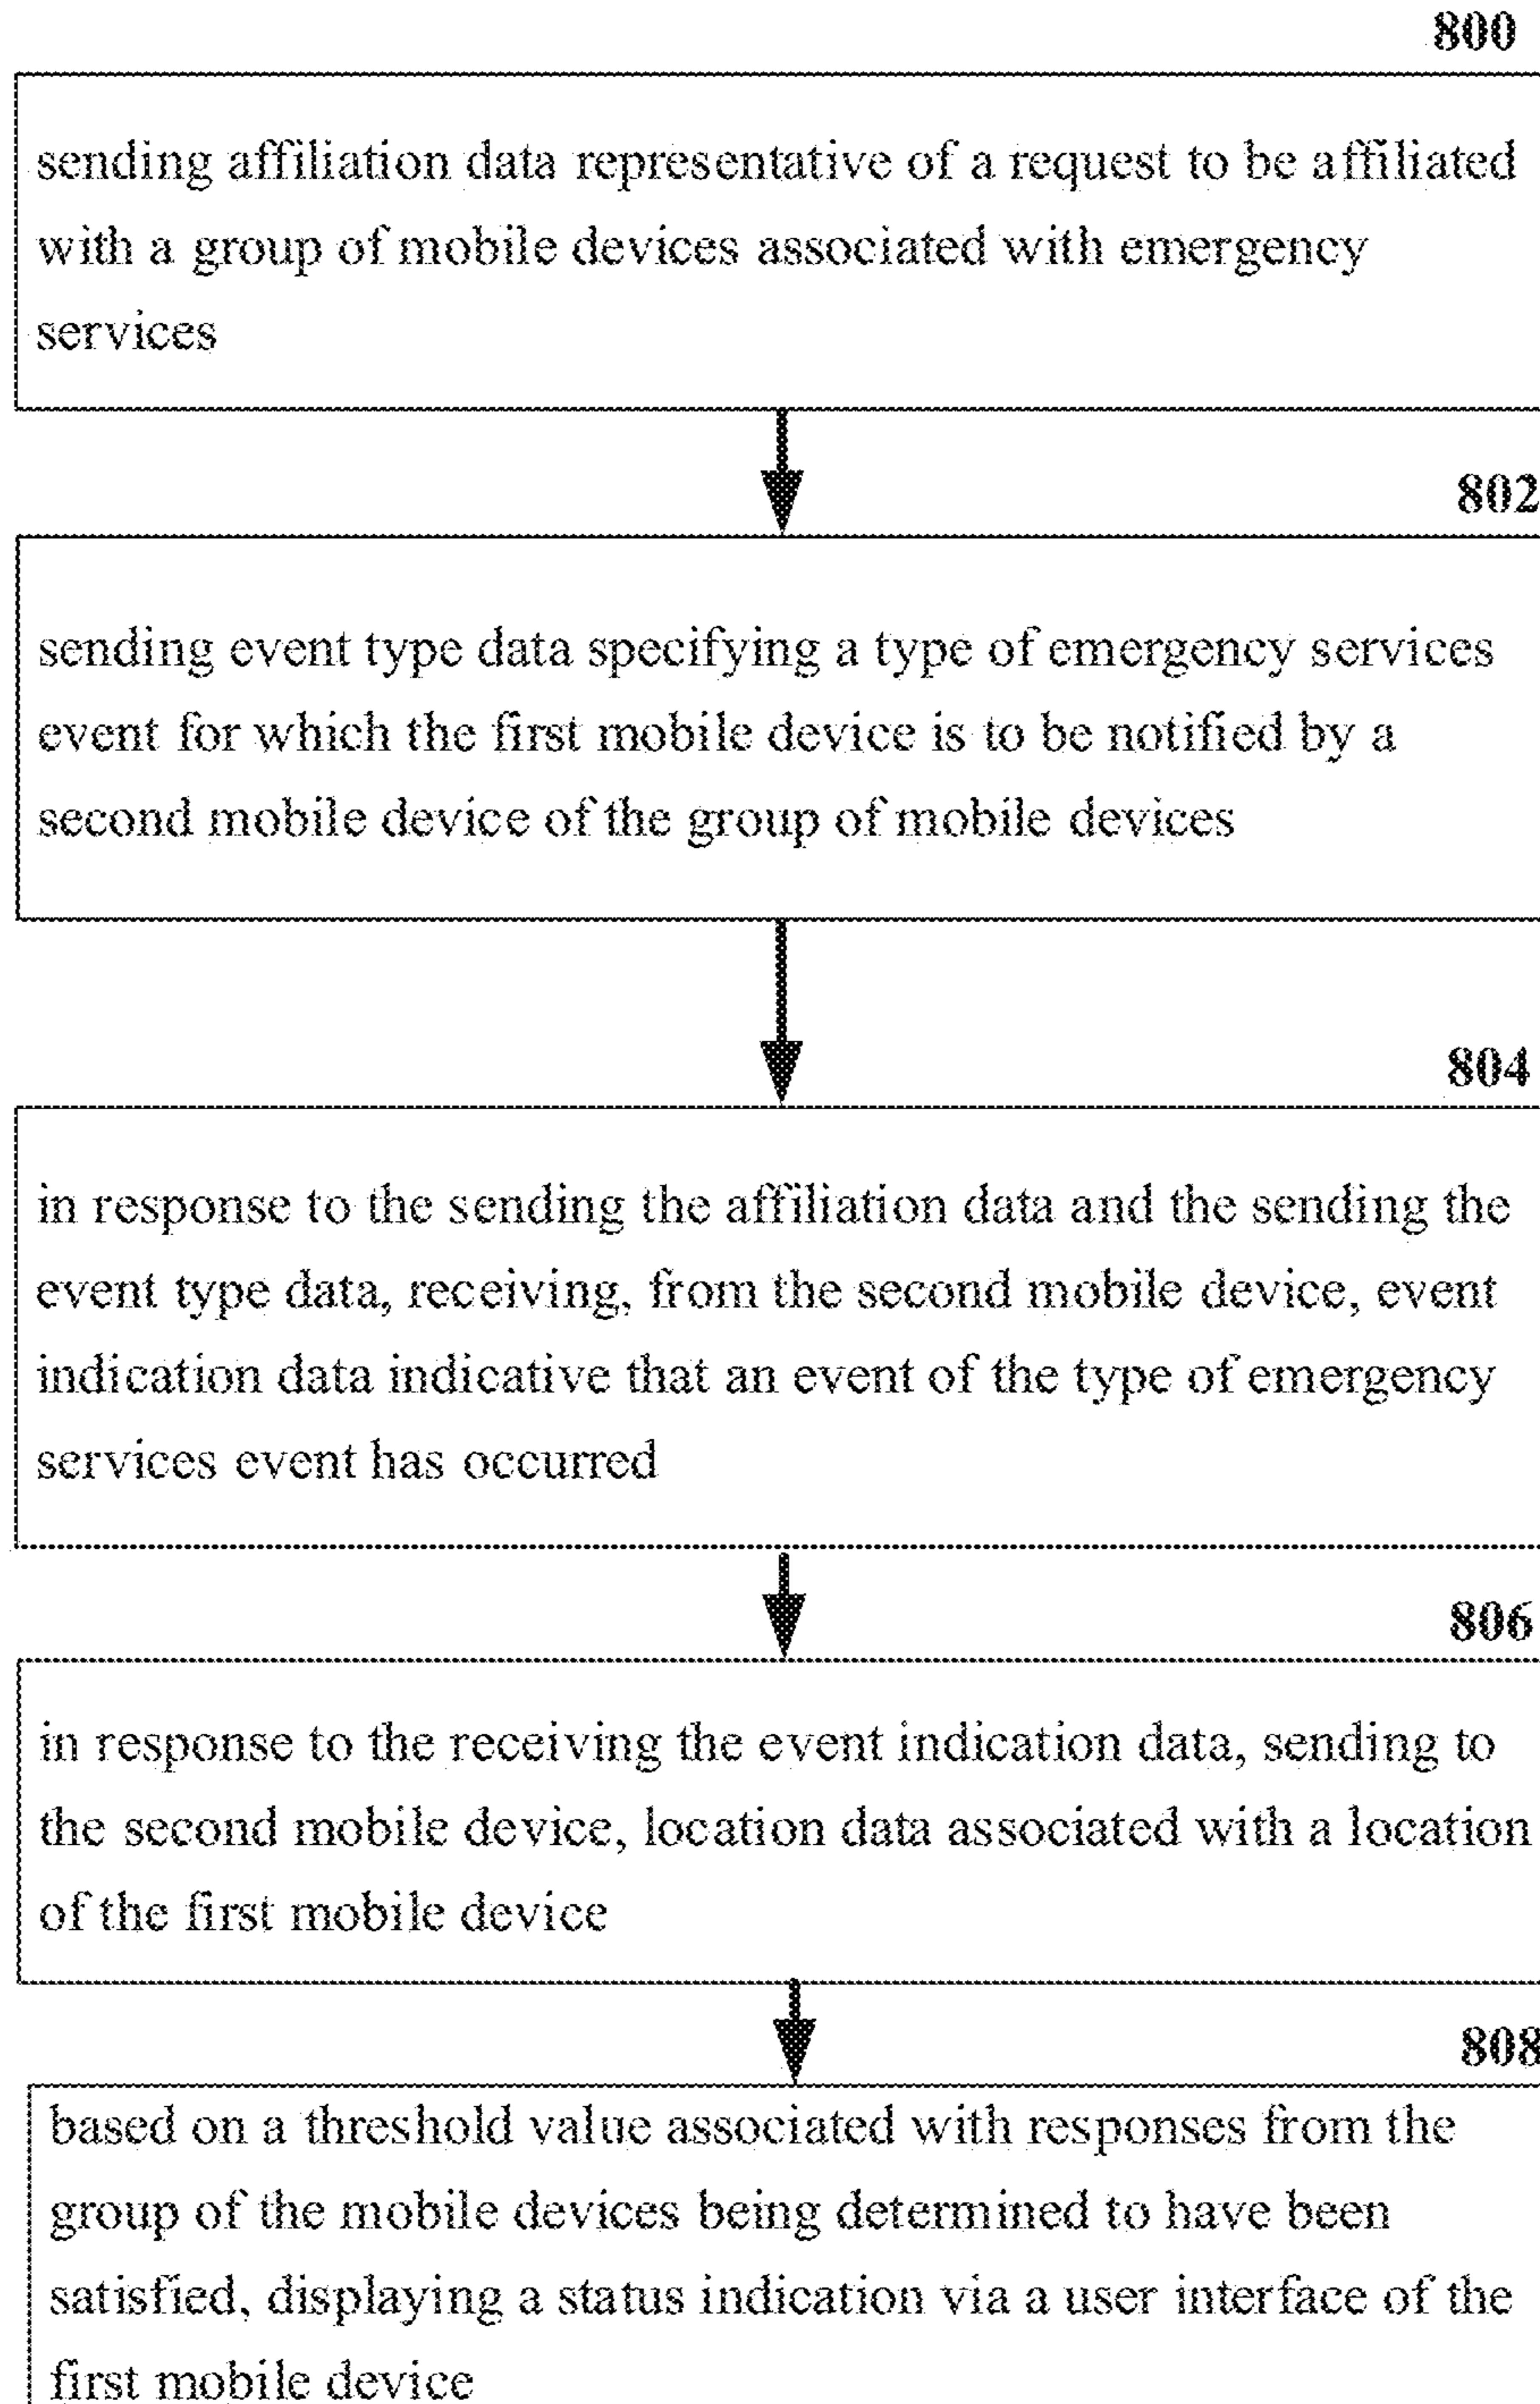 800
sending affiliation data representative of a request to be affiliated
with a group of mobile devices associated with emergency
services
802
sending event type data specifying a type of emergency services
event for which the first mobile device is to be notified by a
second mobile device of the group of mobile devices
804
in response to the sending the affiliation data and the sending the
event type data, receiving, from the second mobile device, event
indication data indicative that an event of the type of emergency
services event has occurred
806
in response to the receiving the event indication data, sending to
the second mobile device, location data associated with a location
of the first mobile device
808
based on a threshold value associated with responses from the
group of the mobile devices being determined to have been
satisfied, displaying a status indication via a user interface of the
first mobile device